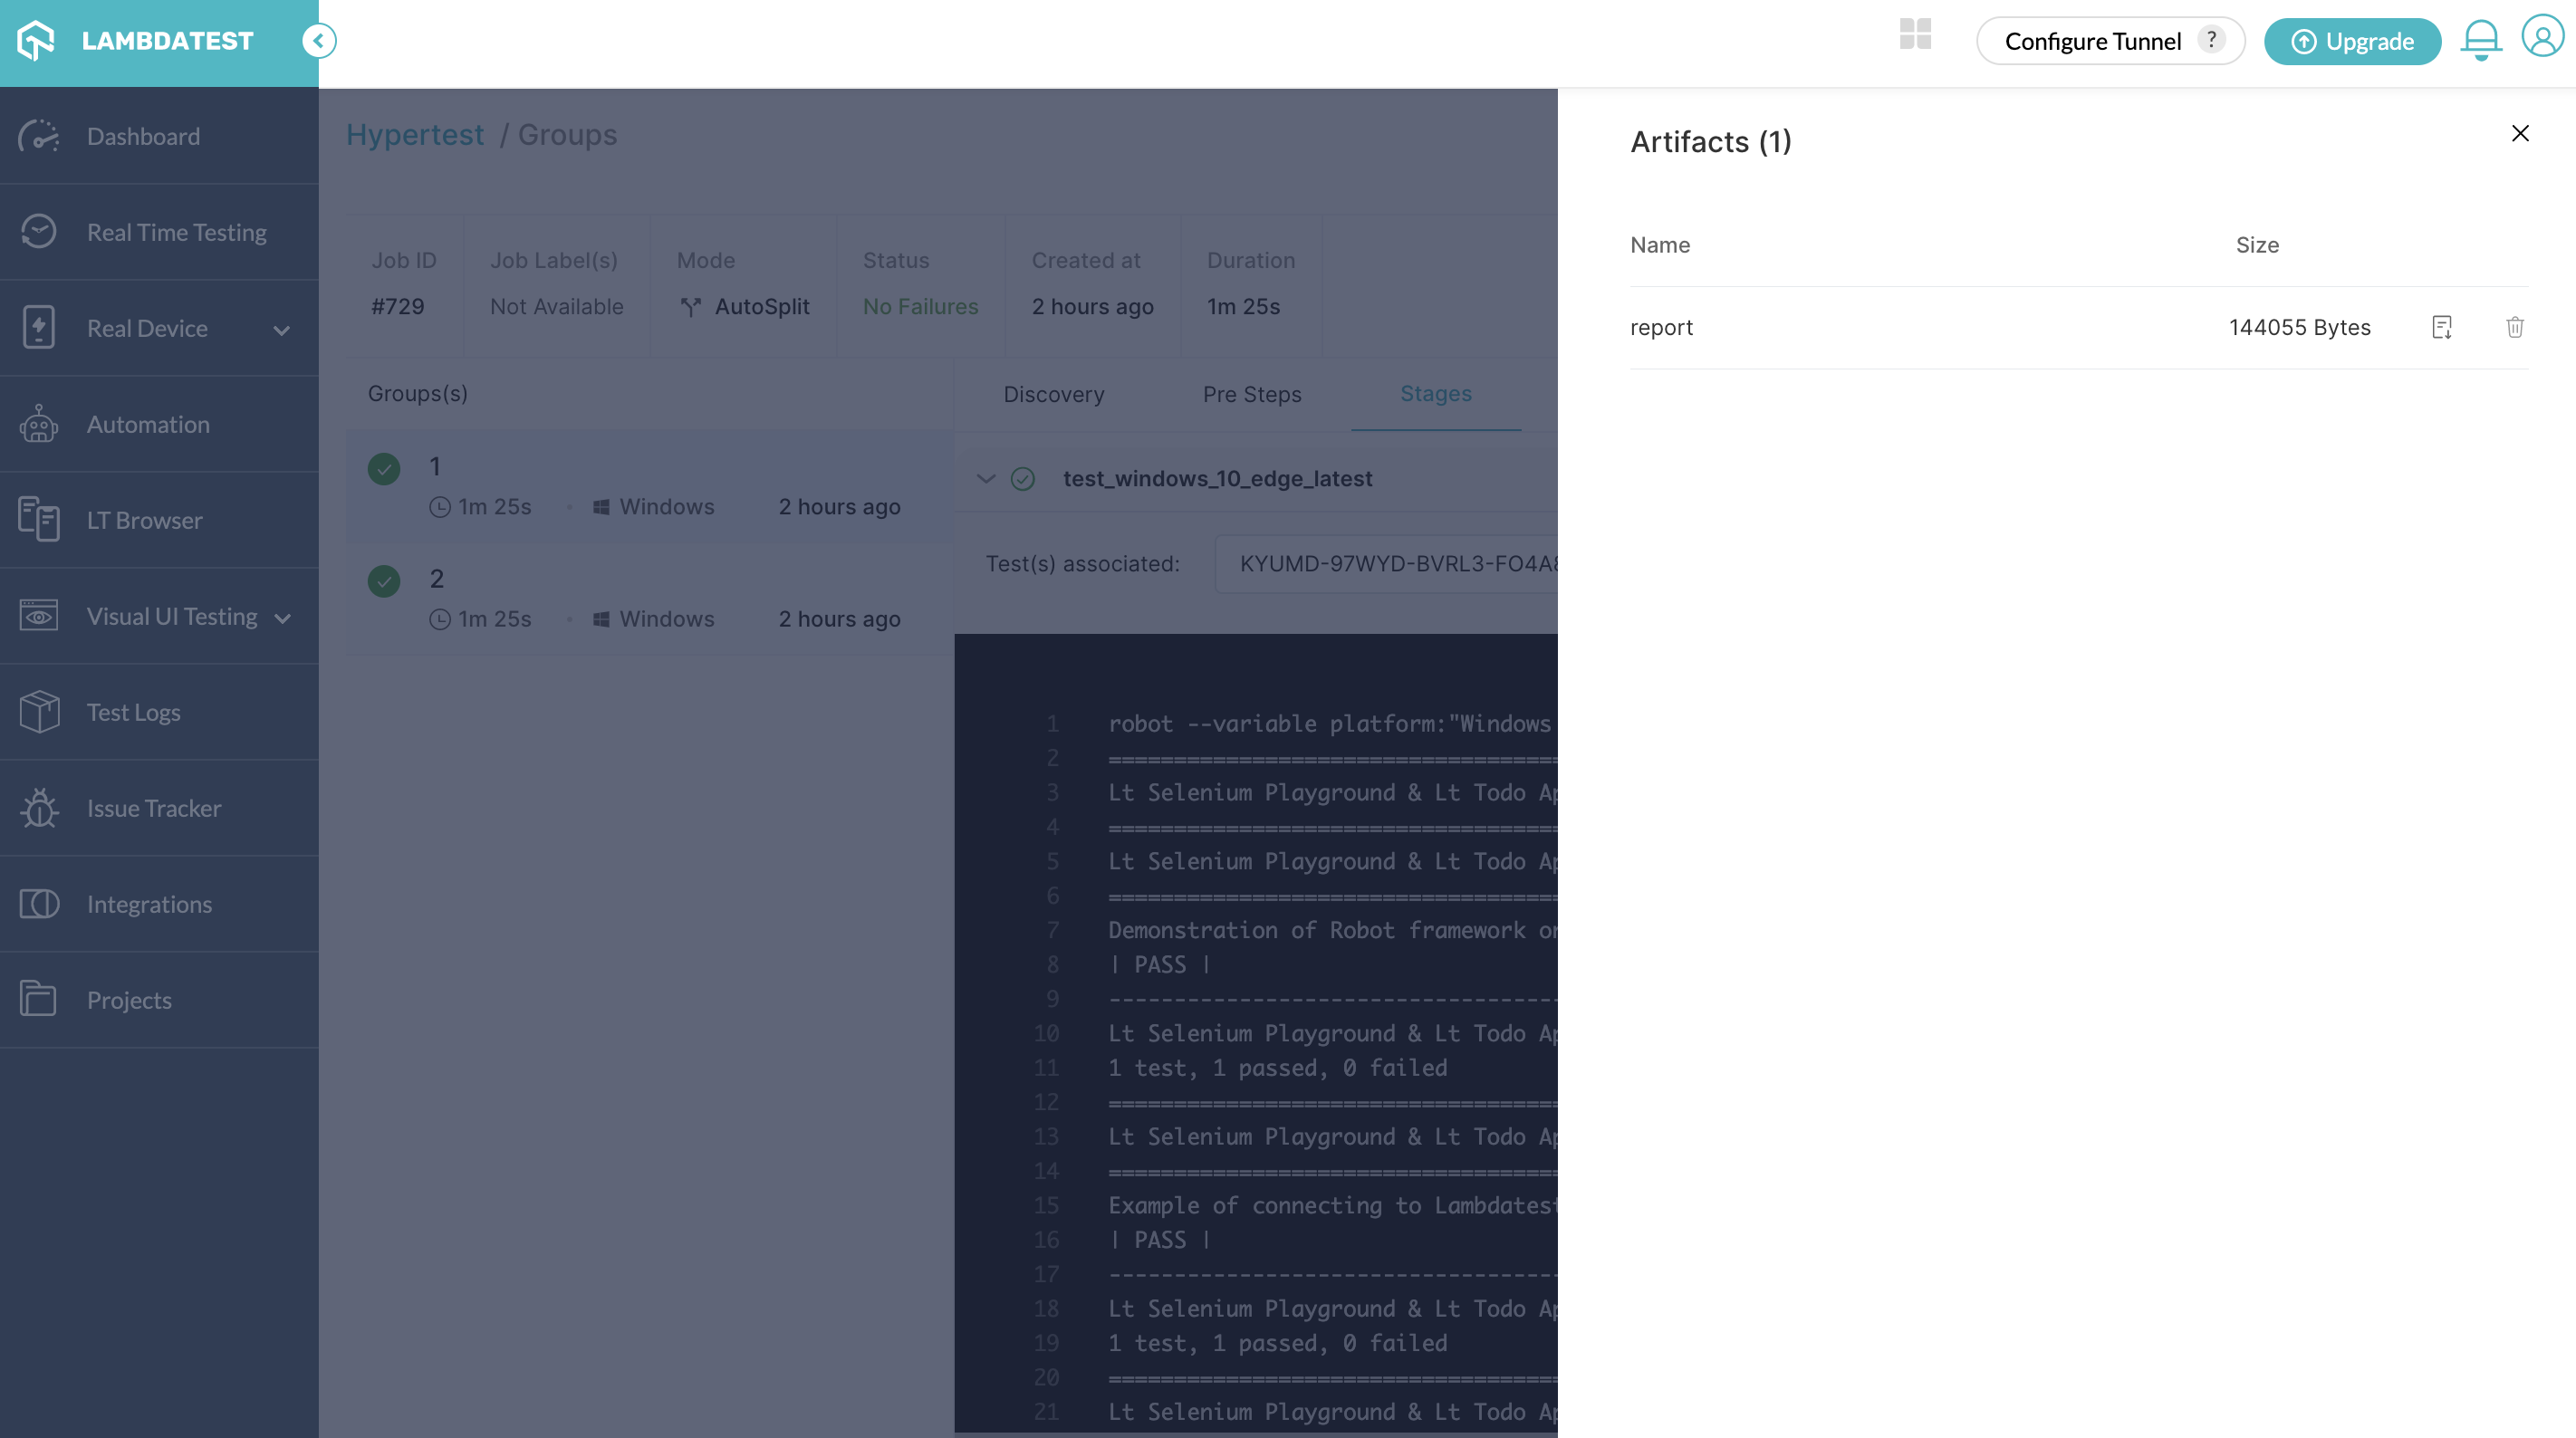 LAMBDATEST
Configure Tunnel ?
Upgrade
Dashboard
Real Time Testing
Real Device
Automation
LT Browser
Visual UI Testing
Test Logs
Issue Tracker
Integrations
Projects
Hypertest / Groups
Job ID
#729
Job Label(s)
Not Available
Mode
AutoSplit
Status
No Failures
Created at
2 hours ago
Duration
1m 25s
Groups(s)
1
1m 25s • Windows 2 hours ago
2
1m 25s • Windows 2 hours ago
Discovery Pre Steps Stages
test_windows_10_edge_latest
Test(s) associated: KYUMD-97WYD-BVRL3-FO4A
1 robot --variable platform:"Windows
2 ===================================
3 Lt Selenium Playground & Lt Todo Ap
4 ===================================
5 Lt Selenium Playground & Lt Todo Ap
6 ===================================
7 Demonstration of Robot framework on
8 | PASS |
9 -----------------------------------
10 Lt Selenium Playground & Lt Todo Ap
11 1 test, 1 passed, 0 failed
12 ===================================
13 Lt Selenium Playground & Lt Todo Ap
14 ===================================
15 Example of connecting to Lambdatest
16 | PASS |
17 -----------------------------------
18 Lt Selenium Playground & Lt Todo Ap
19 1 test, 1 passed, 0 failed
20 ===================================
21 Lt Selenium Playground & Lt Todo Ap
Artifacts (1)
Name Size
report 144055 Bytes